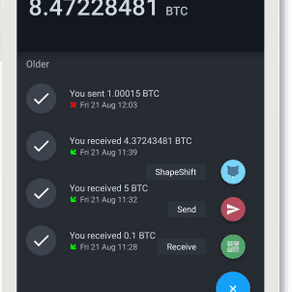 8.47228481 BTC
Older
You sent 1.00015 BTC
Fri 21 Aug 12:03
You received 4.37243481 BTC
Fri 21 Aug 11:39
ShapeShift
You received 5 BTC
Fri 21 Aug 11:32
Send
You received 0.1 BTC
Fri 21 Aug 11:28
Receive